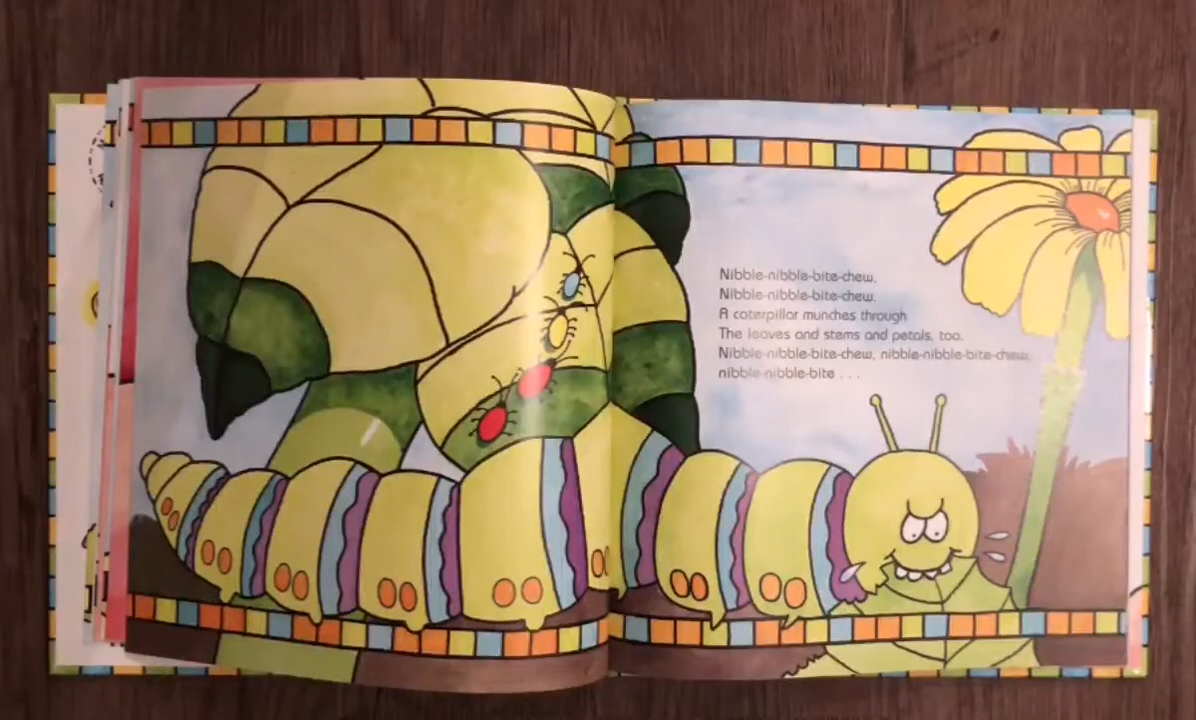 Nibble-nibble-bite-chew,
Nibble-nibble-bite-chew.
A caterpillar munches through
The leaves and stems and petals, too.
Nibble-nibble-bite-chew, nibble-nibble-bite-chew,
nibble-nibble-bite . . .